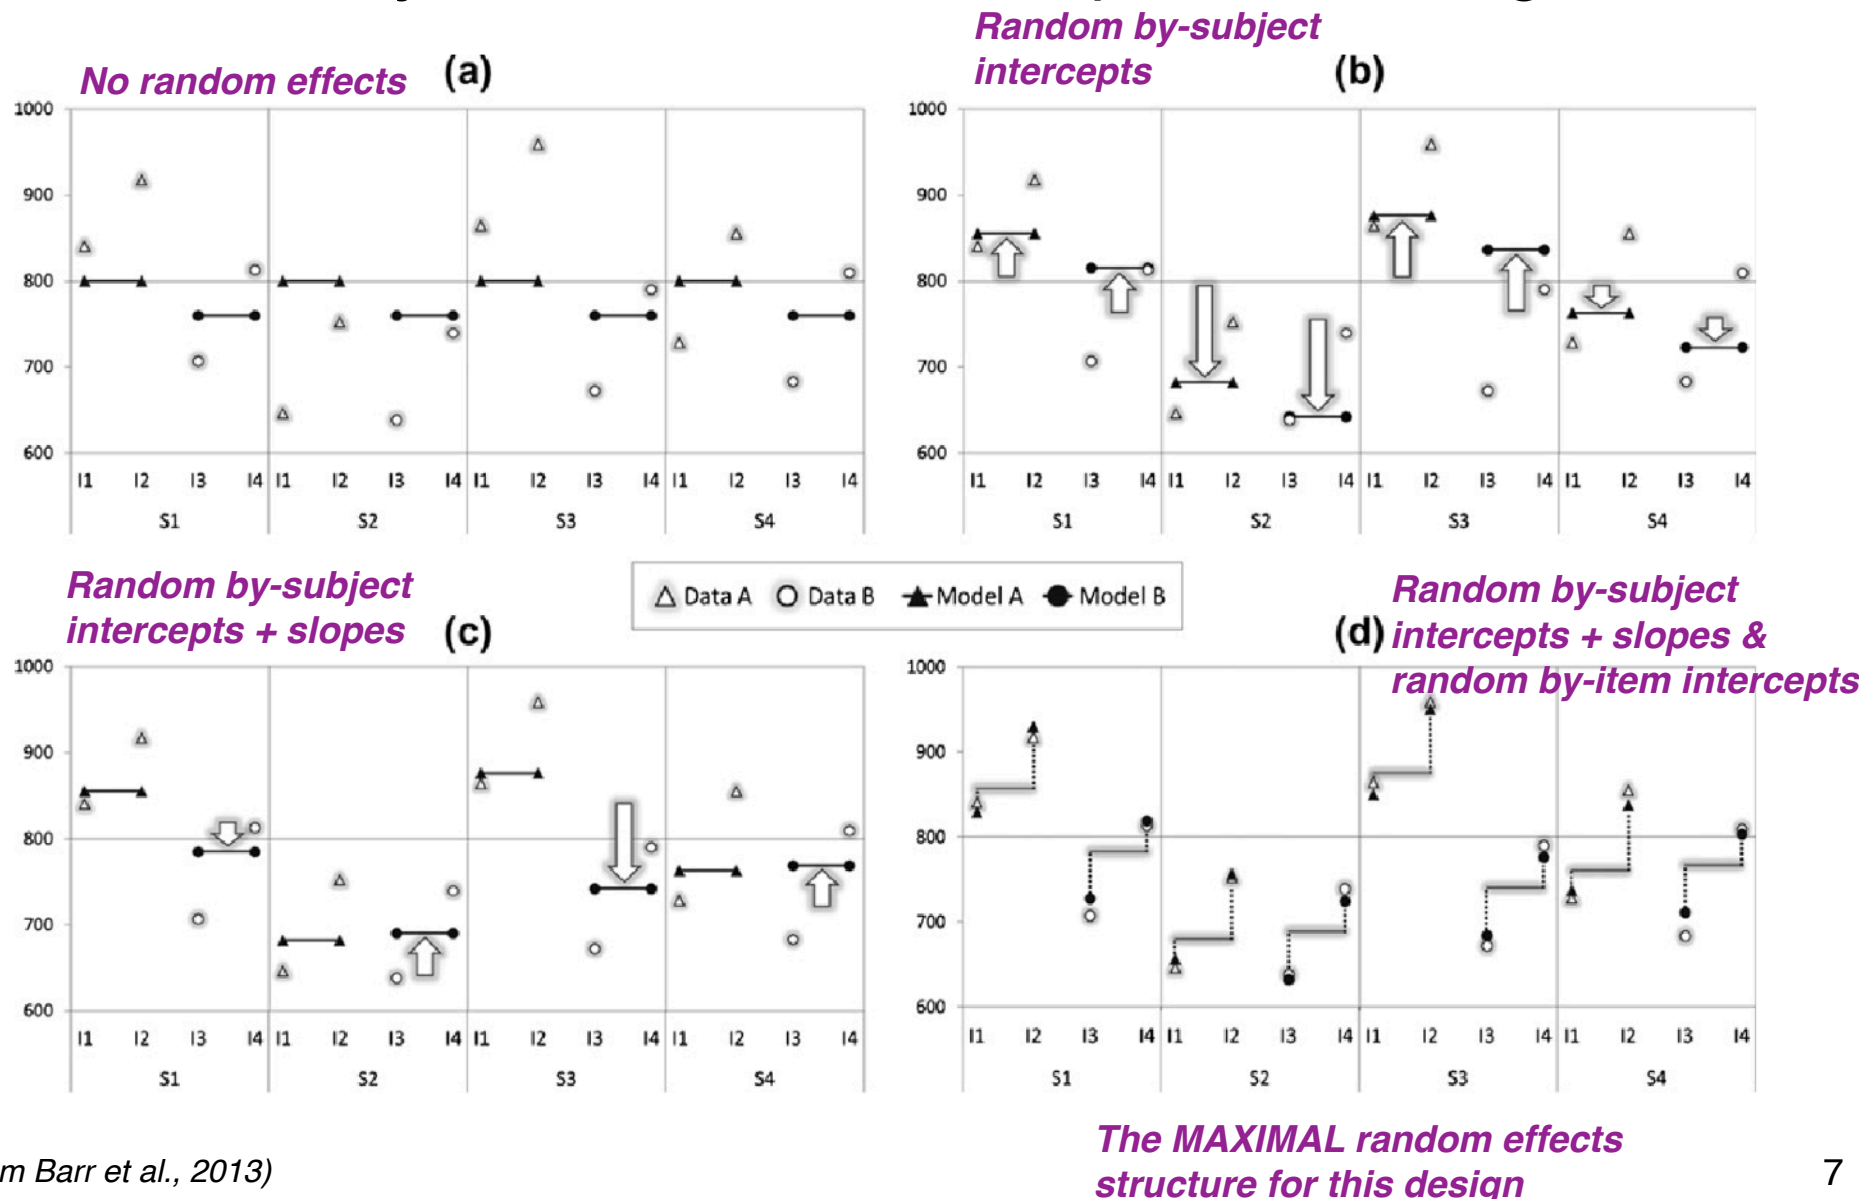 Random by-subject
intercepts
No random effects
(a)
(b)
1000
900
800
700
600
I1 I2 I3 I4 I1 I2 I3 I4 I1 I2 I3 I4 I1 I2 I3 I4
S1 S2 S3 S4
1000
900
800
700
600
I1 I2 I3 I4 I1 I2 I3 I4 I1 I2 I3 I4 I1 I2 I3 I4
S1 S2 S3 S4
Data A Data B Model A Model B
Random by-subject
intercepts + slopes
(c)
(d)
Random by-subject
intercepts + slopes &
random by-item intercepts
1000
900
800
700
600
I1 I2 I3 I4 I1 I2 I3 I4 I1 I2 I3 I4 I1 I2 I3 I4
S1 S2 S3 S4
1000
900
800
700
600
I1 I2 I3 I4 I1 I2 I3 I4 I1 I2 I3 I4 I1 I2 I3 I4
S1 S2 S3 S4
The MAXIMAL random effects
structure for this design
m Barr et al., 2013)
7